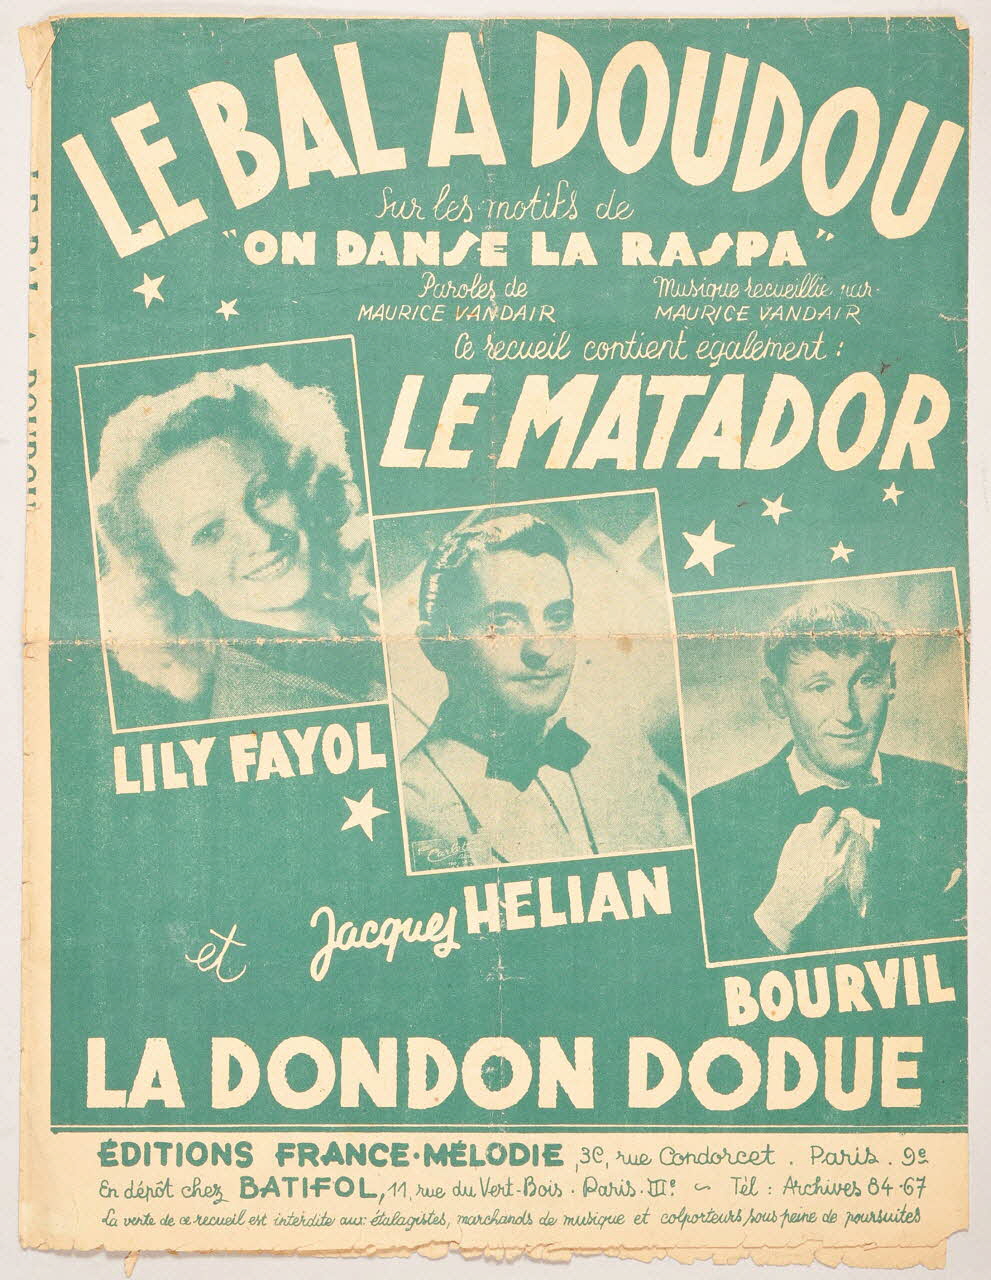 LE BAL A DOUDOU
Sur les motifs de
"ON DANSE LA RASPA"
Paroles de
MAURICE VANDAIR
Musique recueillie par
MAURICE VANDAIR
Ce recueil contient également :
LE MATADOR
LILY FAYOL
Carlet
et Jacques HELIAN
BOURVIL
LA DONDON DODUE
ÉDITIONS FRANCE-MÉLODIE, 30, rue Condorcet . Paris . 9e
En dépôt chez BATIFOL, 11, rue du Vert-Bois . Paris . IIIe ~ Tél : Archives 84-67
La vente de ce recueil est interdite aux étalagistes, marchands de musique et colporteurs sous peine de poursuites
LE BAL A DOUDOU